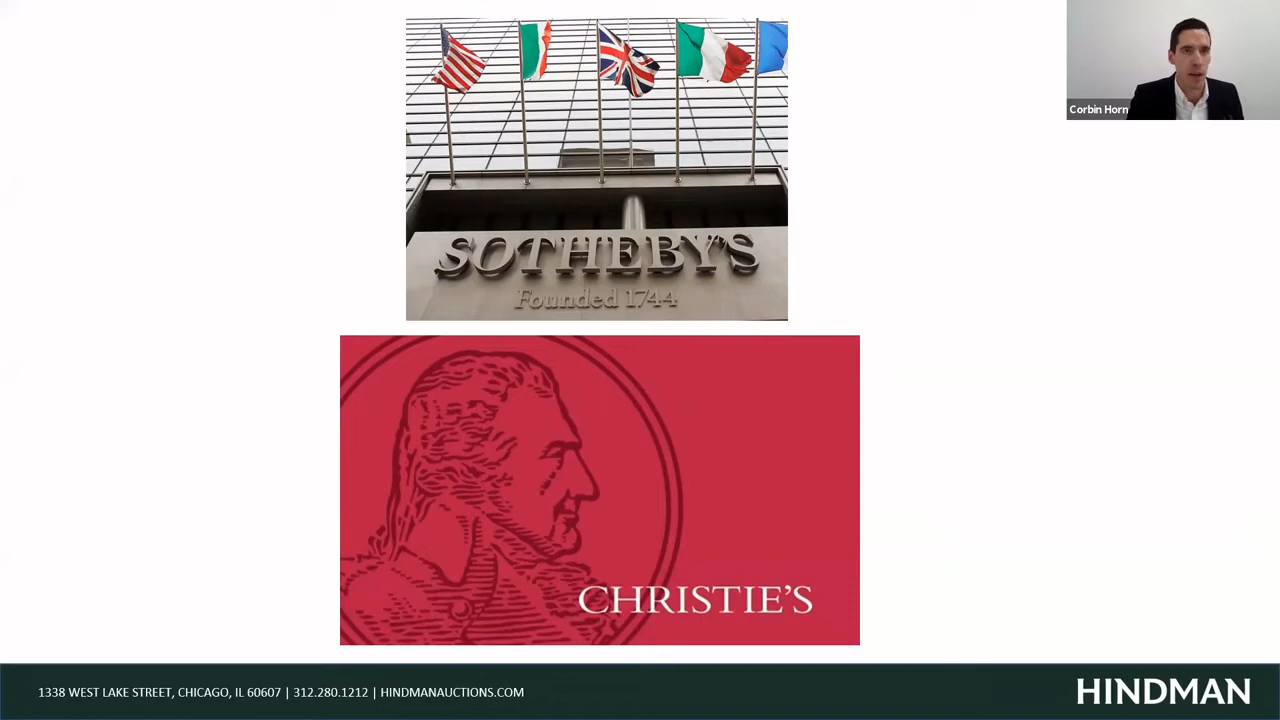 Corbin Horn
SOTHEBY'S
Founded 1744
CHRISTIE'S
1338 WEST LAKE STREET, CHICAGO, IL 60607 | 312.280.1212 | HINDMANAUCTIONS.COM
HINDMAN